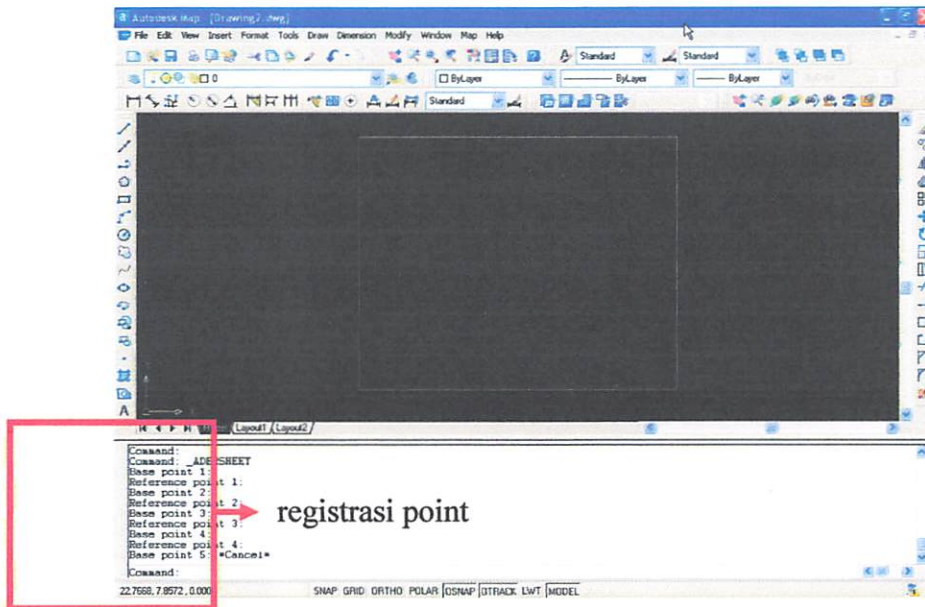 Autodesk Map - [Drawing2.dwg]
File Edit View Insert Format Tools Draw Dimension Modify Window Map Help
Standard Standard
0 ByLayer ByLayer ByLayer
Standard
A
Layout1 Layout2
Command:
Command: _ADERSHEET
Base point 1:
Reference point 1:
Base point 2:
Reference point 2:
Base point 3:
Reference point 3:
Base point 4:
Reference point 4:
Base point 5: *Cancel*
registrasi point
Command:
22.7668, 7.8572, 0.000 SNAP GRID ORTHO POLAR OSNAP OTRACK LWT MODEL